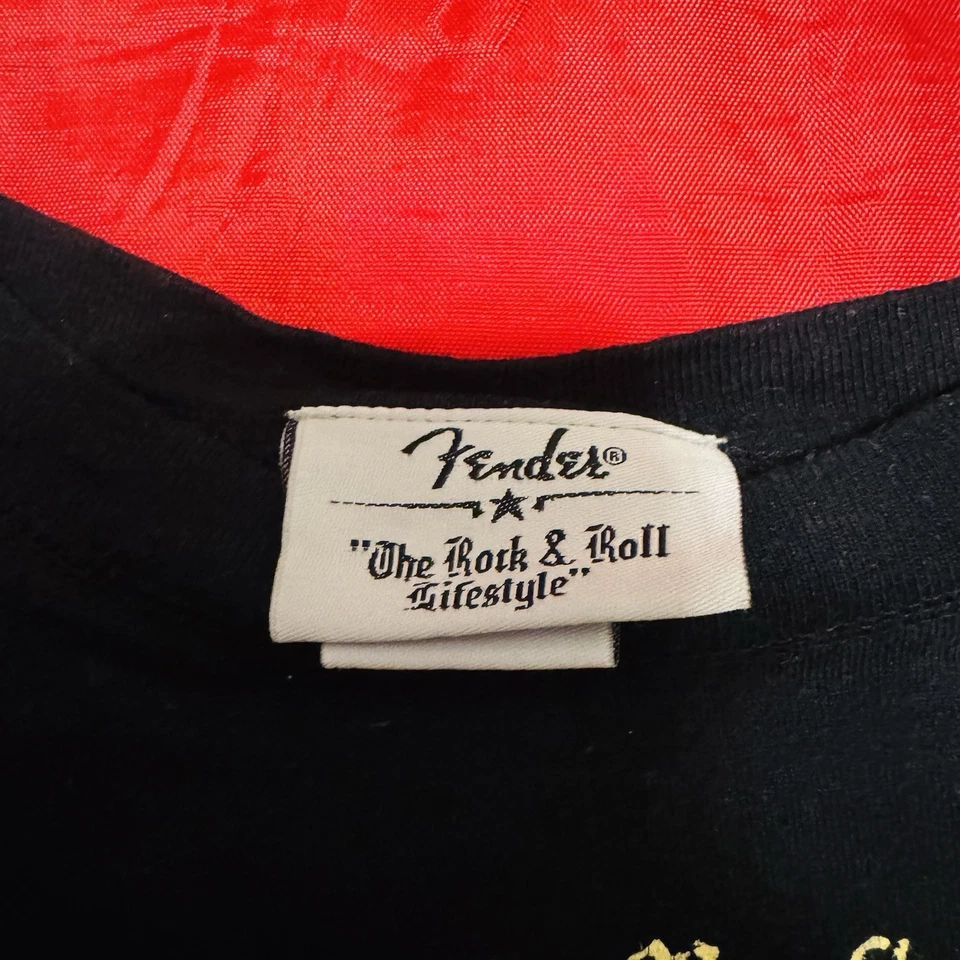 Fender®
"The Rock & Roll
Lifestyle"